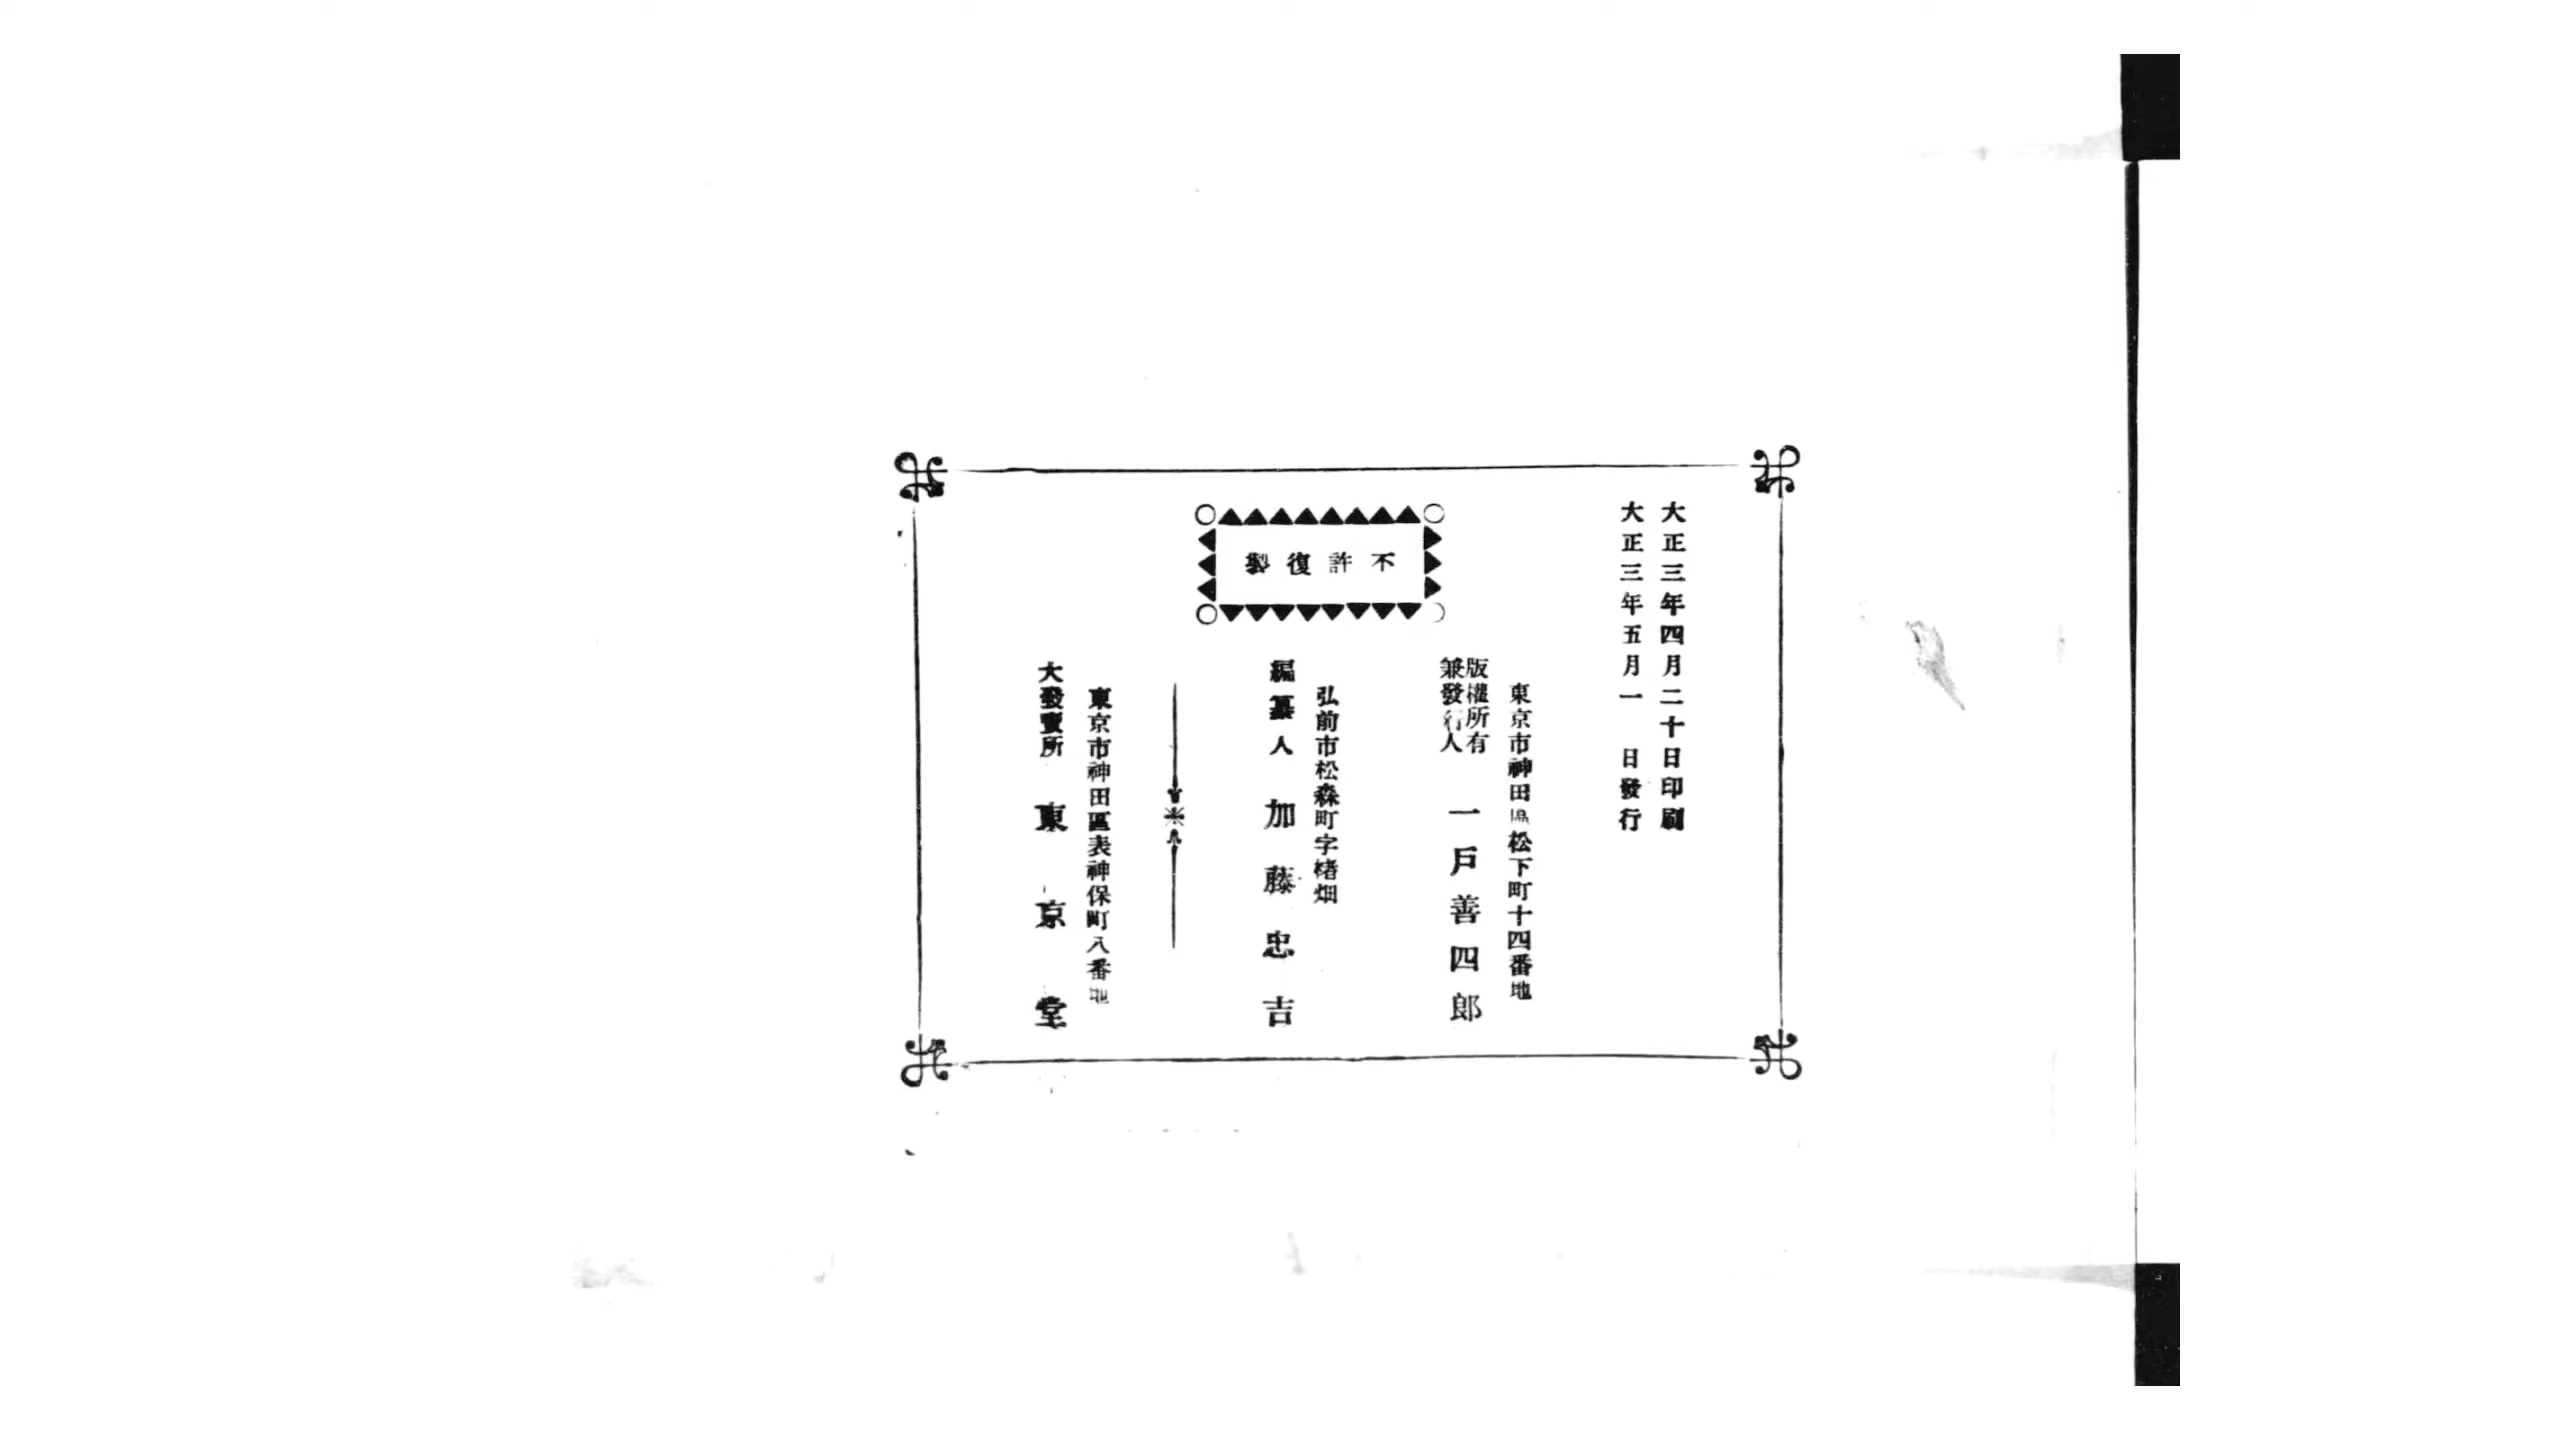 大正三年四月二十日印刷
大正三年五月一日發行
不許復製
東京市神田區松下町十四番地
版權所有
兼發行人
一戸善四郎
弘前市松森町字楮畑
編纂人 加藤忠吉
東京市神田區表神保町八番地
大發賣所 東京堂